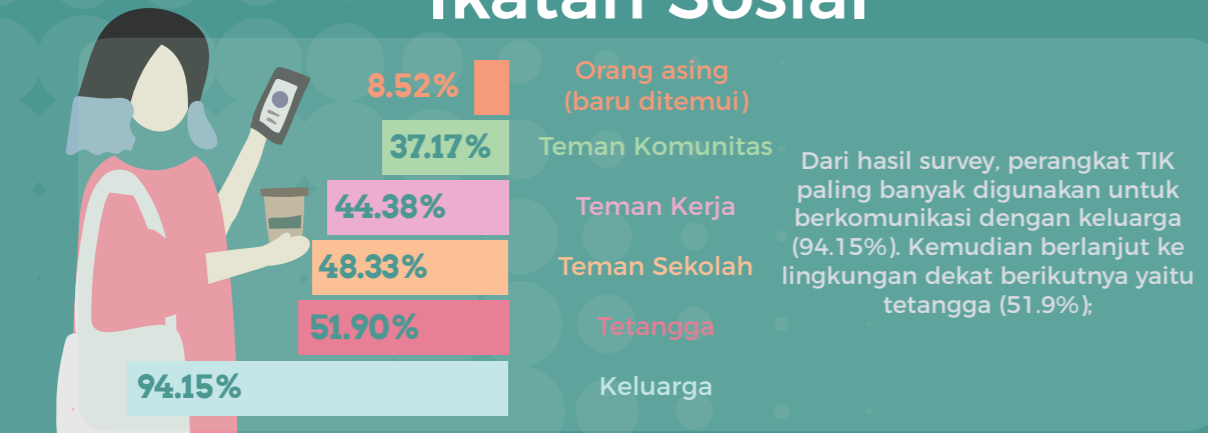 Ikatan Sosial
8.52%
Orang asing
(baru ditemui)
37.17%
Teman Komunitas
44.38%
Teman Kerja
48.33%
Teman Sekolah
51.90%
Tetangga
94.15%
Keluarga
Dari hasil survey, perangkat TIK
paling banyak digunakan untuk
berkomunikasi dengan keluarga
(94.15%). Kemudian berlanjut ke
lingkungan dekat berikutnya yaitu
tetangga (51.9%);